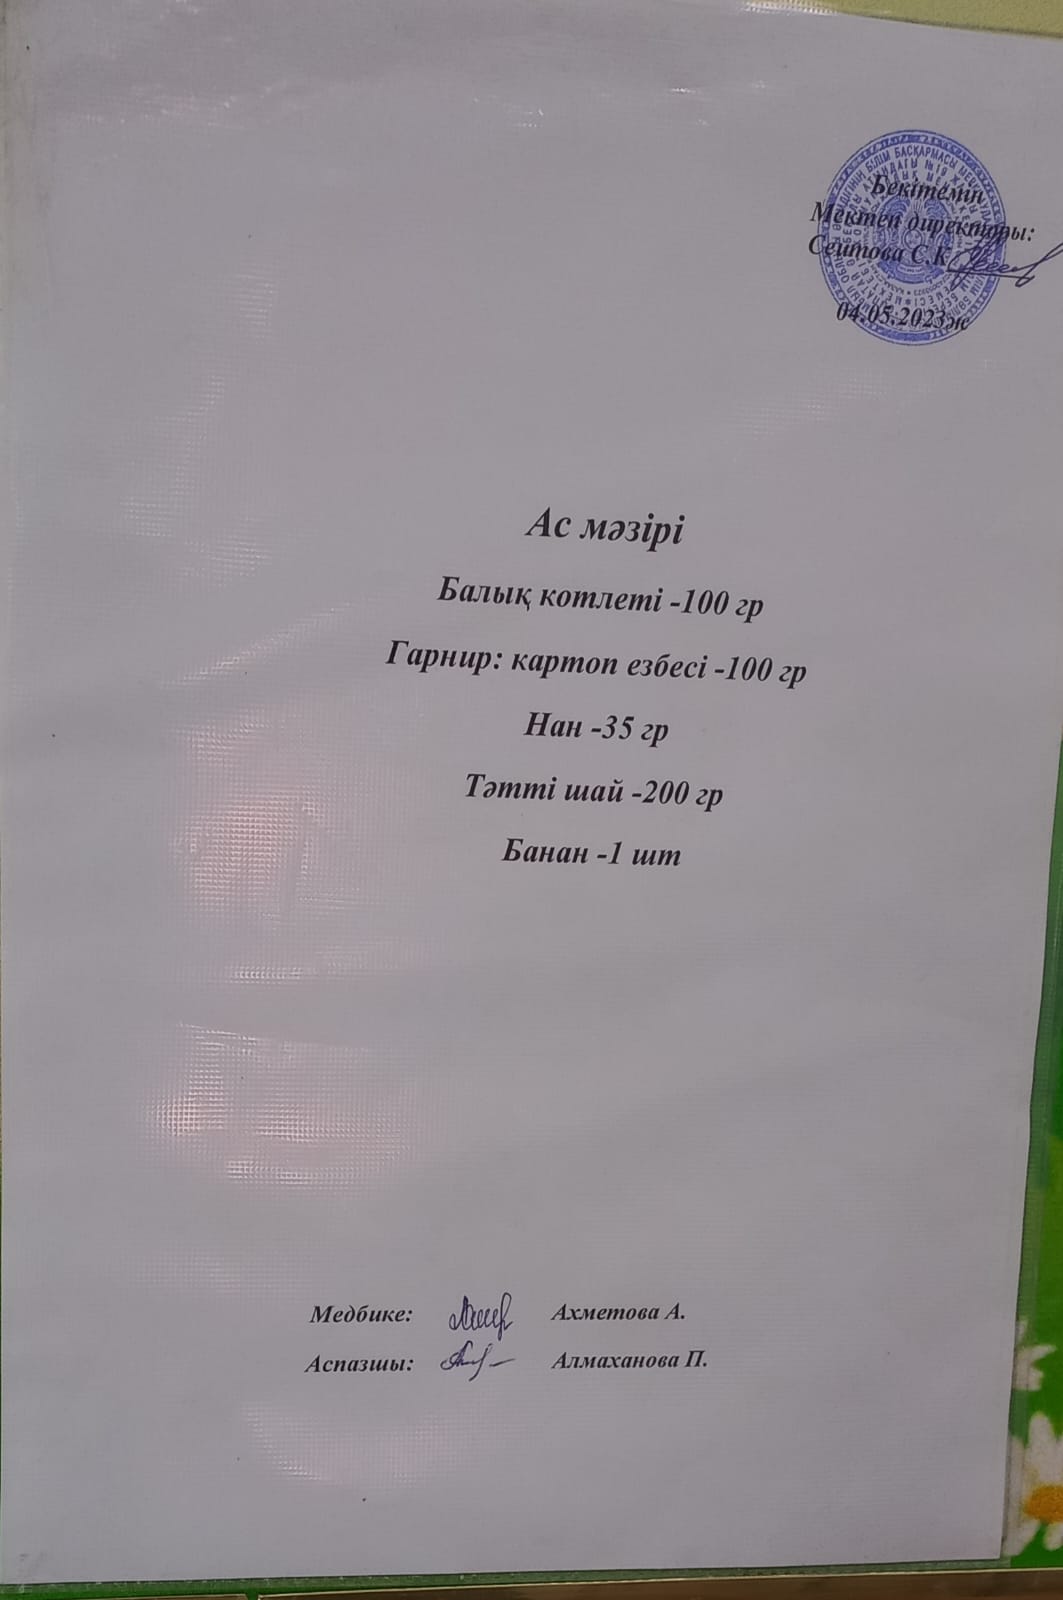 Бекітемін
Мектеп директоры:
Сеитова С.К
04.05.2023ж
Ас мәзірі
Балық котлеті -100 гр
Гарнир: картоп езбесі -100 гр
Нан -35 гр
Тәтті шай -200 гр
Банан -1 шт
Медбике: Ахметова А.
Аспазшы: Алмаханова П.